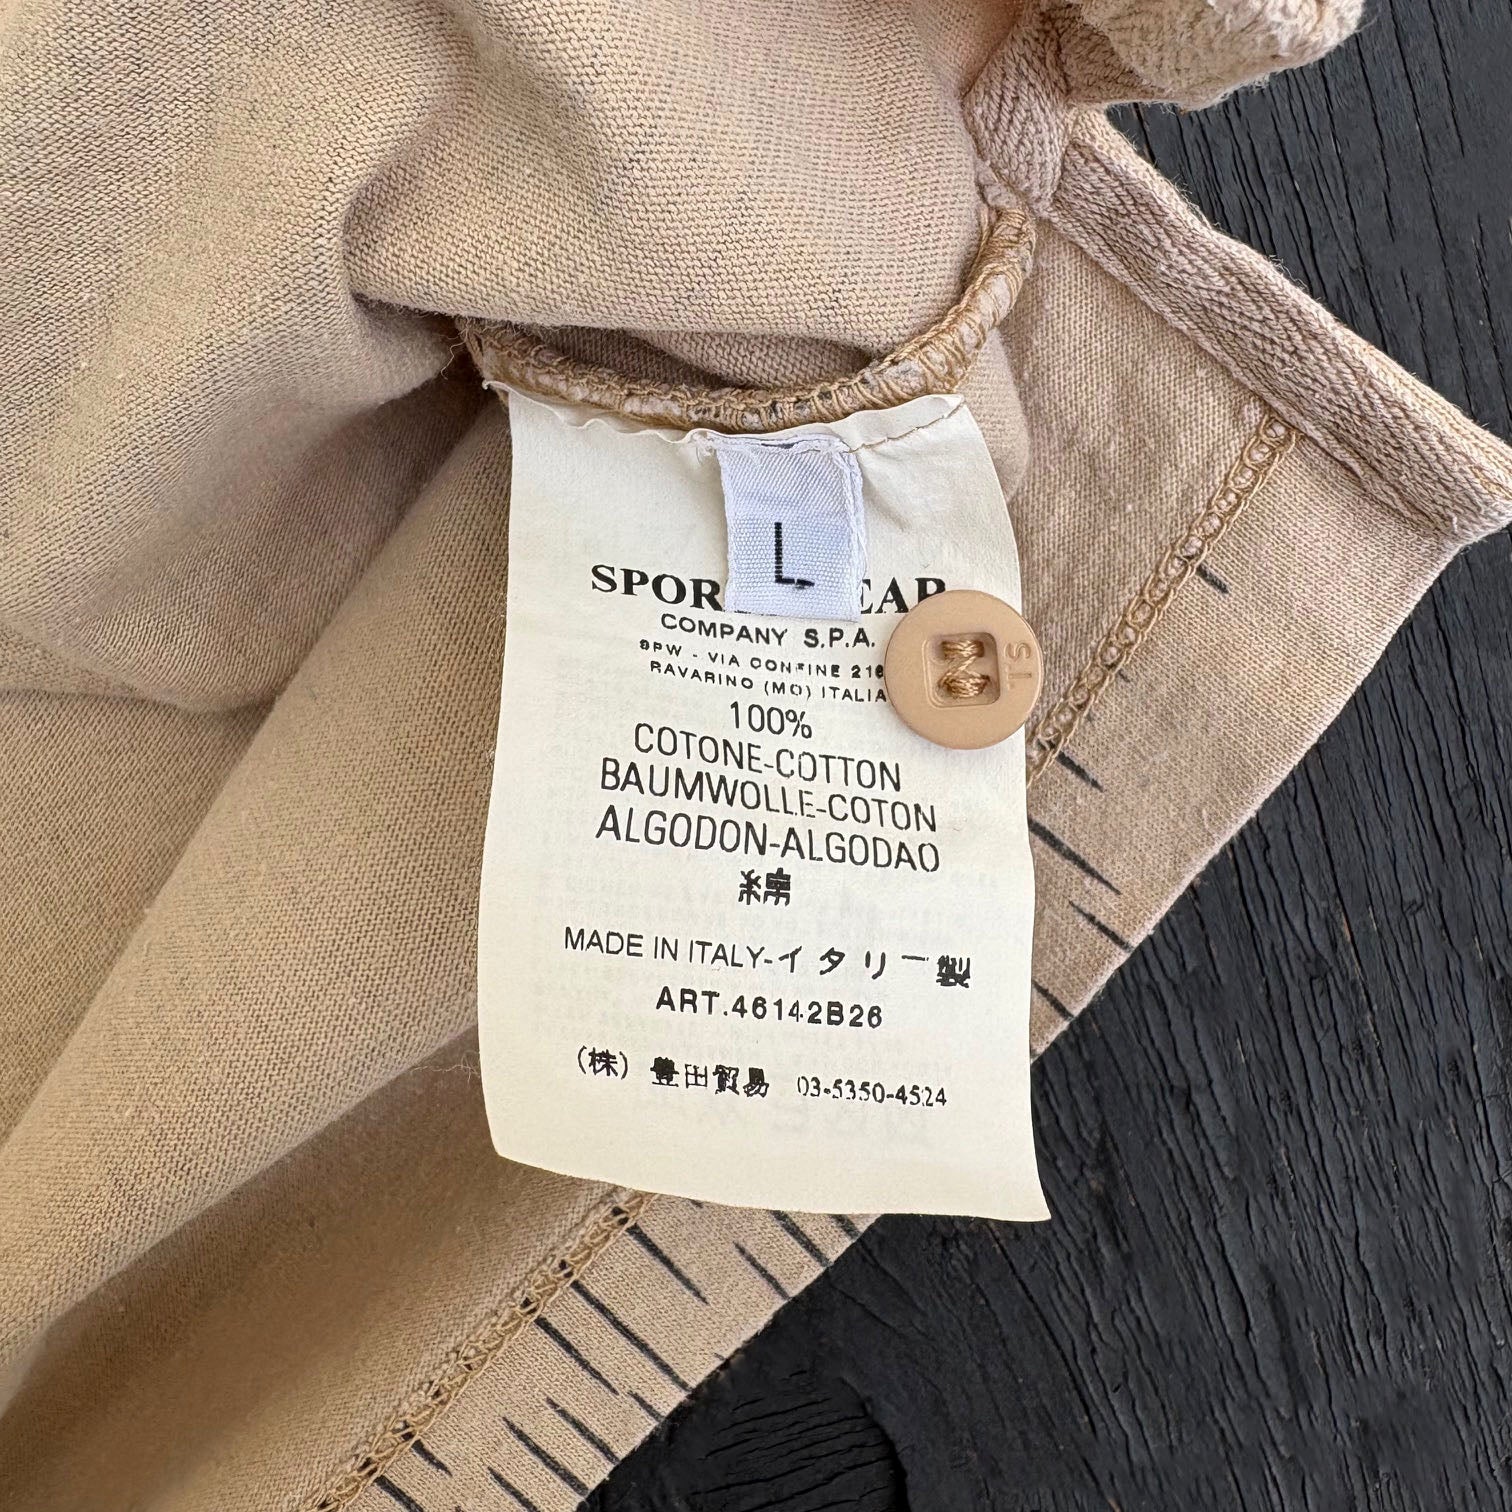 L
SPOR EAR
COMPANY S.P.A.
SPW - VIA CONFINE 216
RAVARINO (MO) ITALIA
100%
COTONE-COTTON
BAUMWOLLE-COTON
ALGODON-ALGODAO
綿
MADE IN ITALY-イタリー製
ART.46142B26
(株) 豊田貿易 03-5350-4524
S.I.